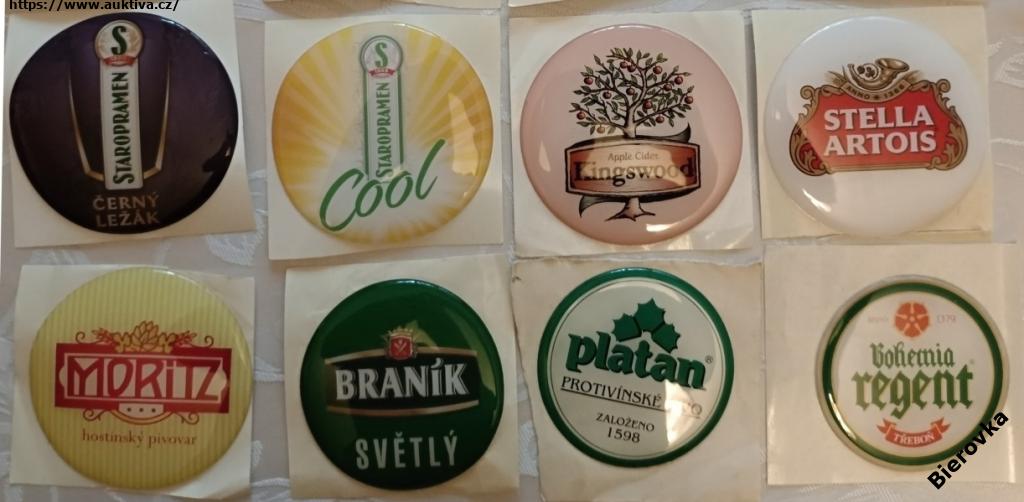 https://www.auktiva.cz/
S
STAROPRAMEN
ČERNÝ
LEŽÁK
S
STAROPRAMEN
Cool
Apple Cider
Kingswood
ANNO 1366
STELLA
ARTOIS
MORITZ
hostinský pivovar
BRANÍK
SVĚTLÝ
platan®
PROTIVÍNSKÉ
ZALOŽENO
1598
anno 1379
Bohemia
regent
TŘEBOŇ
Bierovka